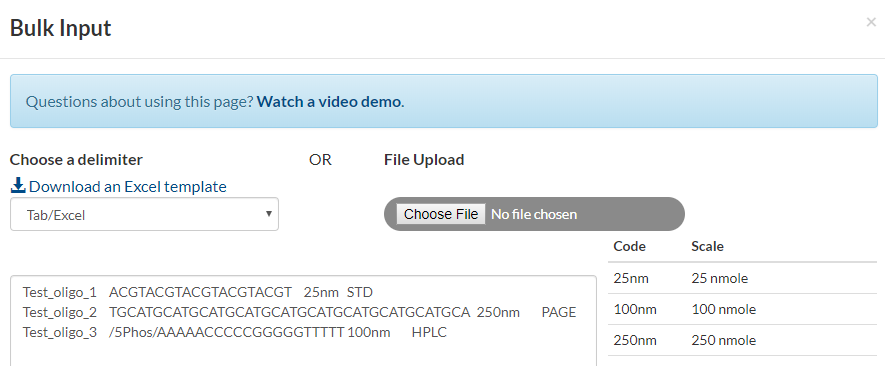 Bulk Input
×
Questions about using this page? Watch a video demo.
Choose a delimiter OR File Upload
Download an Excel template
Tab/Excel
Choose File No file chosen
Code Scale
25nm 25 nmole
100nm 100 nmole
250nm 250 nmole
Test_oligo_1 ACGTACGTACGTACGTACGT 25nm STD
Test_oligo_2 TGCATGCATGCATGCATGCATGCATGCATGCATGCATGCA 250nm PAGE
Test_oligo_3 /5Phos/AAAAACCCCCGGGGGTTTTT 100nm HPLC